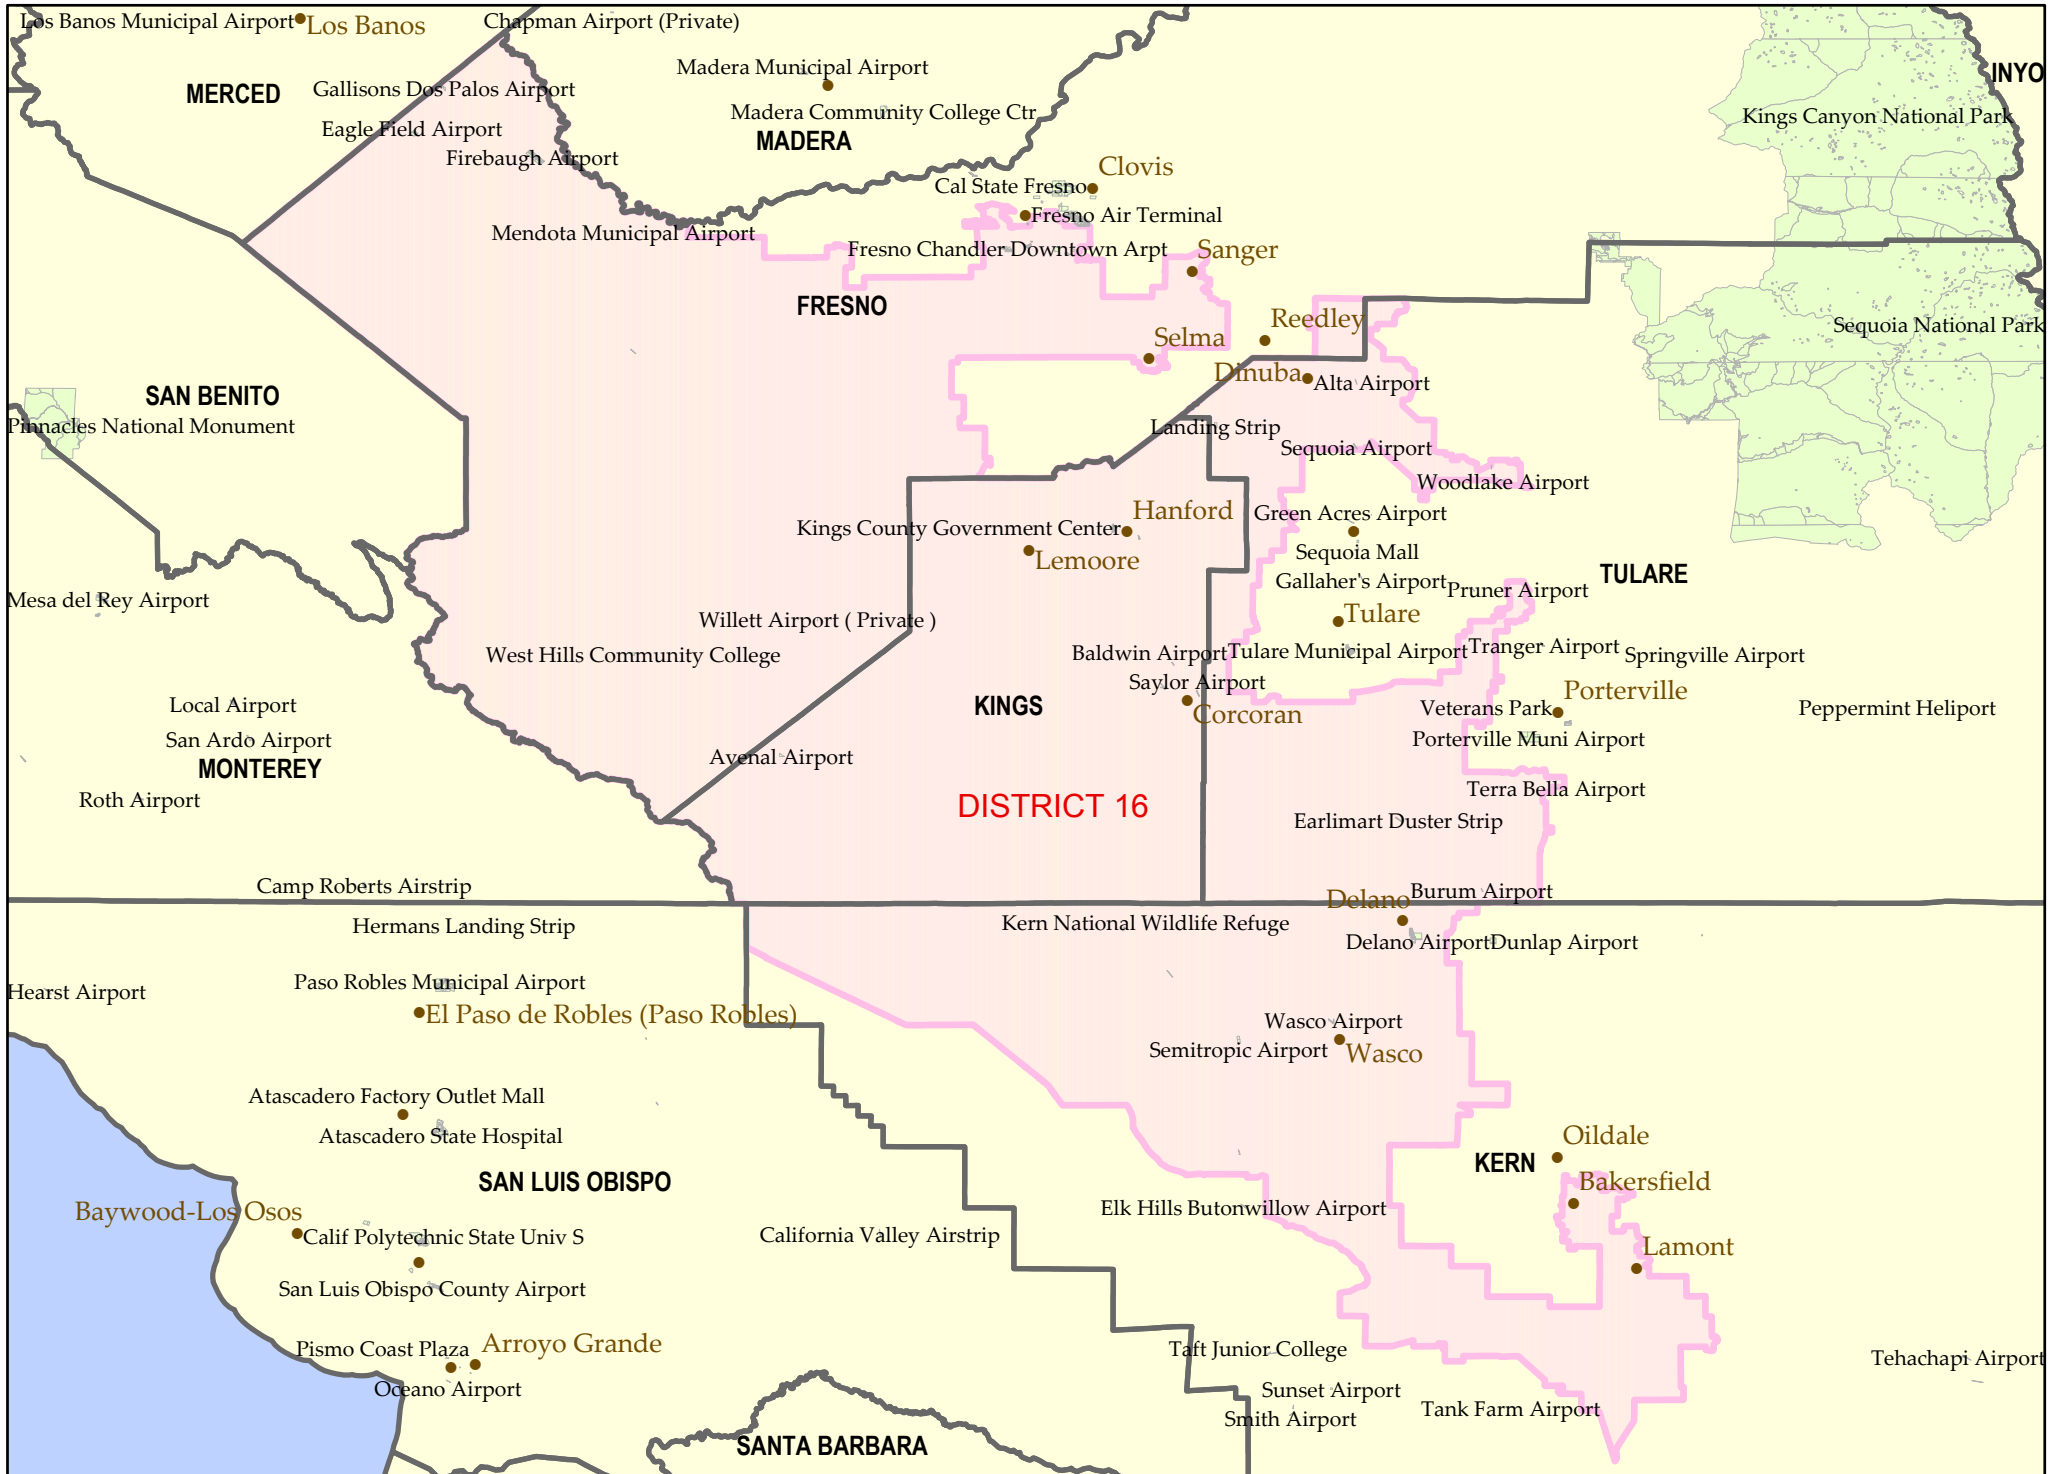 Los Banos Municipal Airport
Los Banos
Chapman Airport (Private)
Madera Municipal Airport
INYO
MERCED
Gallisons Dos Palos Airport
Madera Community College Ctr
Kings Canyon National Park
Eagle Field Airport
MADERA
Firebaugh Airport
Clovis
Cal State Fresno
Fresno Air Terminal
Mendota Municipal Airport
Fresno Chandler Downtown Arpt
Sanger
FRESNO
Reedley
Sequoia National Park
Selma
Dinuba
Alta Airport
SAN BENITO
Pinnacles National Monument
Landing Strip
Sequoia Airport
Woodlake Airport
Hanford
Green Acres Airport
Kings County Government Center
Lemoore
Sequoia Mall
TULARE
Gallaher's Airport
Pruner Airport
Mesa del Rey Airport
Willett Airport ( Private )
Tulare
West Hills Community College
Baldwin Airport
Tulare Municipal Airport
Tranger Airport
Springville Airport
Saylor Airport
Porterville
Local Airport
KINGS
Corcoran
Veterans Park
Peppermint Heliport
San Ardo Airport
Porterville Muni Airport
MONTEREY
Avenal Airport
Terra Bella Airport
Roth Airport
DISTRICT 16
Earlimart Duster Strip
Camp Roberts Airstrip
Delano
Burum Airport
Hermans Landing Strip
Kern National Wildlife Refuge
Delano Airport
Dunlap Airport
Paso Robles Municipal Airport
Hearst Airport
El Paso de Robles (Paso Robles)
Wasco Airport
Semitropic Airport
Wasco
Atascadero Factory Outlet Mall
Atascadero State Hospital
Oildale
KERN
SAN LUIS OBISPO
Bakersfield
Baywood-Los Osos
Elk Hills Butonwillow Airport
Calif Polytechnic State Univ S
California Valley Airstrip
Lamont
San Luis Obispo County Airport
Pismo Coast Plaza
Arroyo Grande
Taft Junior College
Tehachapi Airport
Oceano Airport
Sunset Airport
Smith Airport
Tank Farm Airport
SANTA BARBARA